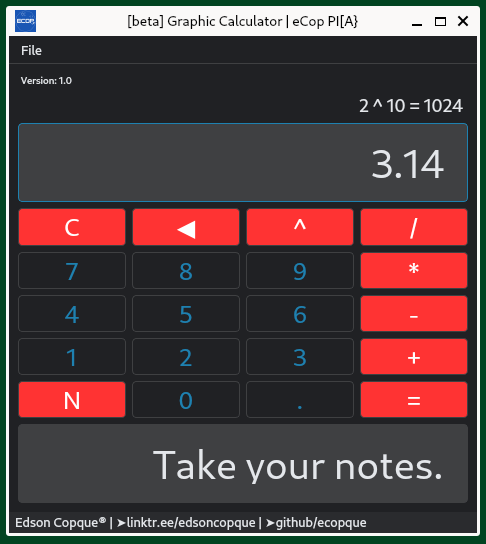 ECOP [beta] Graphic Calculator | eCop PI[A}
File
Version: 1.0
2 ^ 10 = 1024
3.14
C ◀ ^ /
7 8 9 *
4 5 6 -
1 2 3 +
N 0 . =
Take your notes.
Edson Copque® | ➤linktr.ee/edsoncopque | ➤github/ecopque